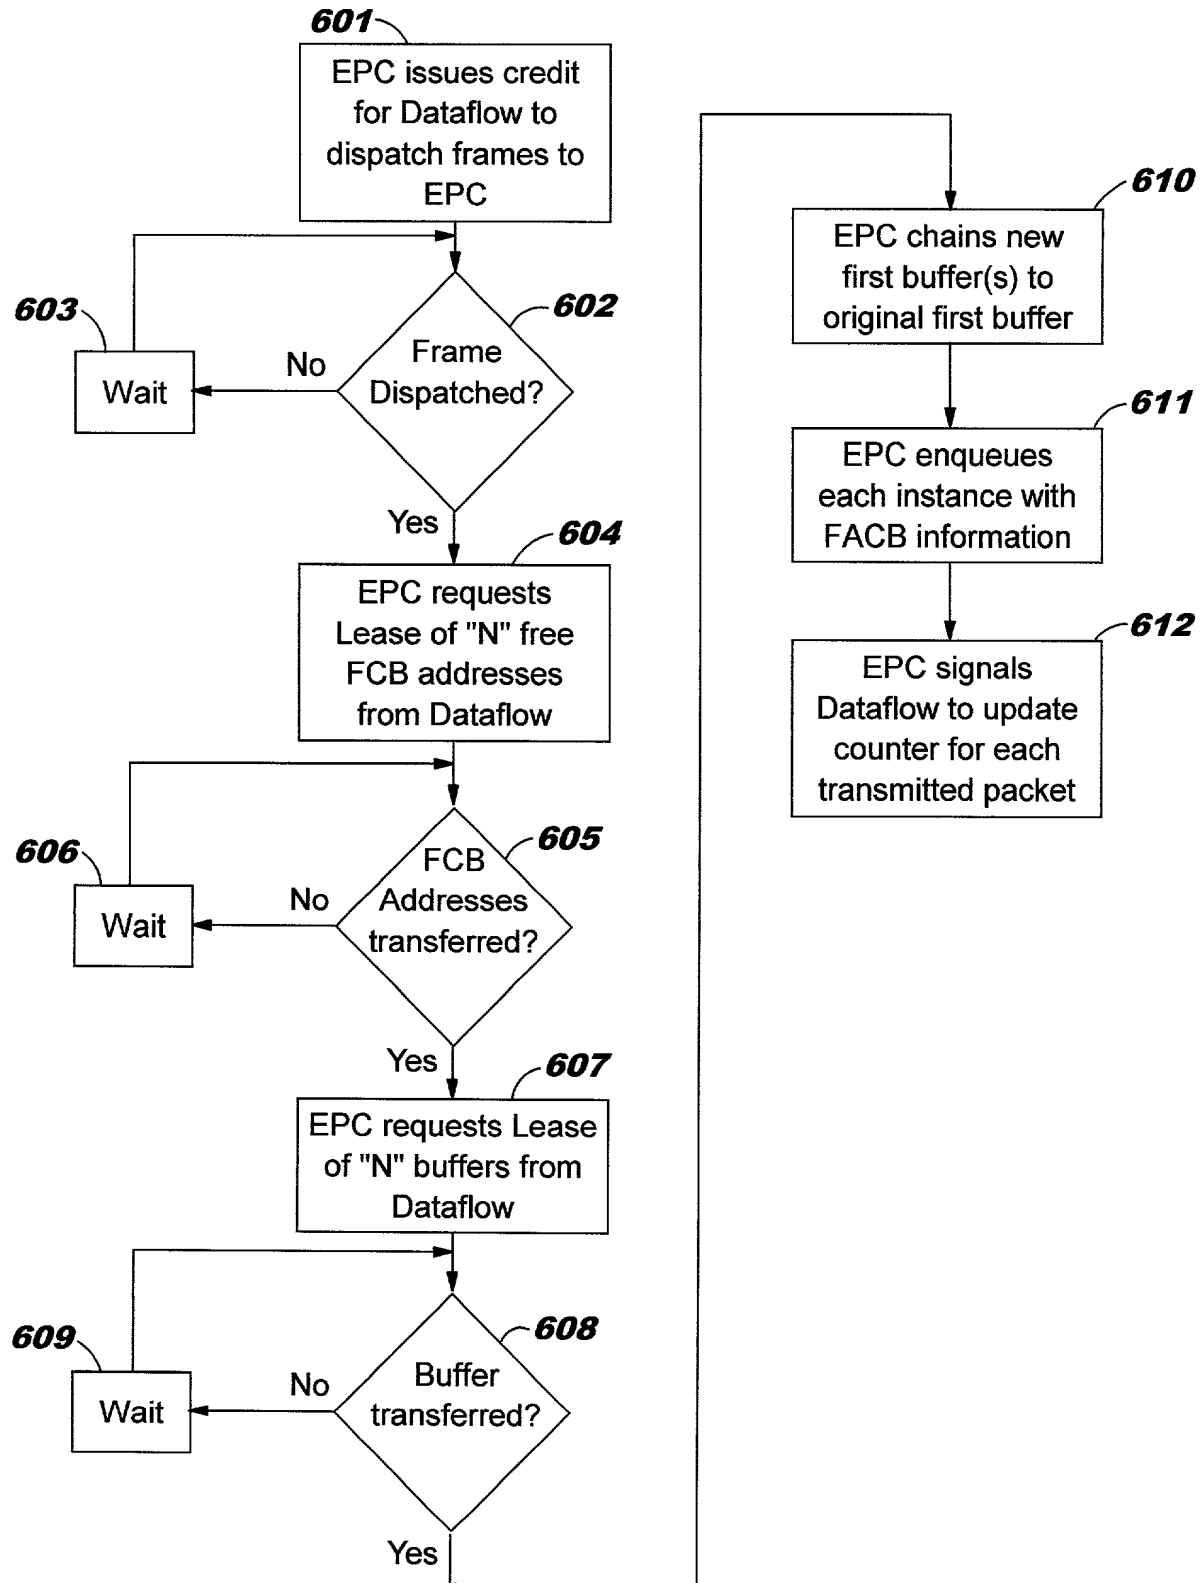 601
EPC issues credit
for Dataflow to
dispatch frames to
EPC
602
Frame
Dispatched?
No
603
Wait
Yes
604
EPC requests
Lease of "N" free
FCB addresses
from Dataflow
605
FCB
Addresses
transferred?
No
606
Wait
Yes
607
EPC requests Lease
of "N" buffers from
Dataflow
608
Buffer
transferred?
No
609
Wait
Yes
610
EPC chains new
first buffer(s) to
original first buffer
611
EPC enqueues
each instance with
FACB information
612
EPC signals
Dataflow to update
counter for each
transmitted packet